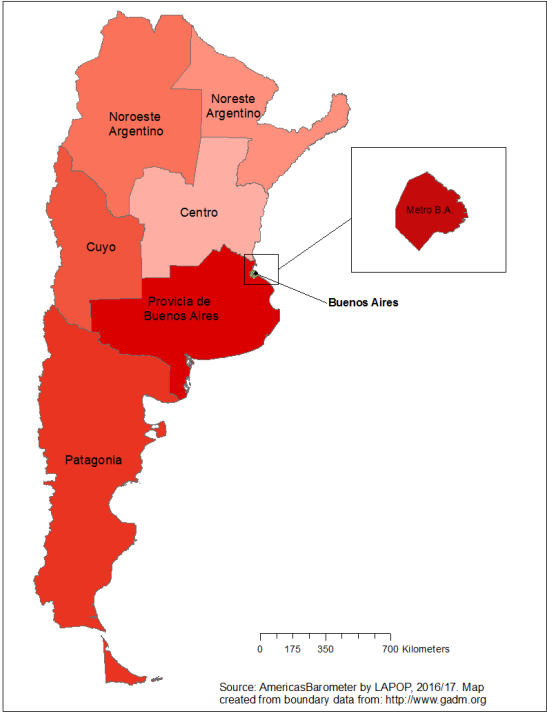 Noroeste
Argentino
Noreste
Argentino
Centro
Metro B.A.
Cuyo
Provicia de
Buenos Aires
Buenos Aires
Patagonia
0 175 350 700 Kilometers
Source: AmericasBarometer by LAPOP, 2016/17. Map
created from boundary data from: http://www.gadm.org